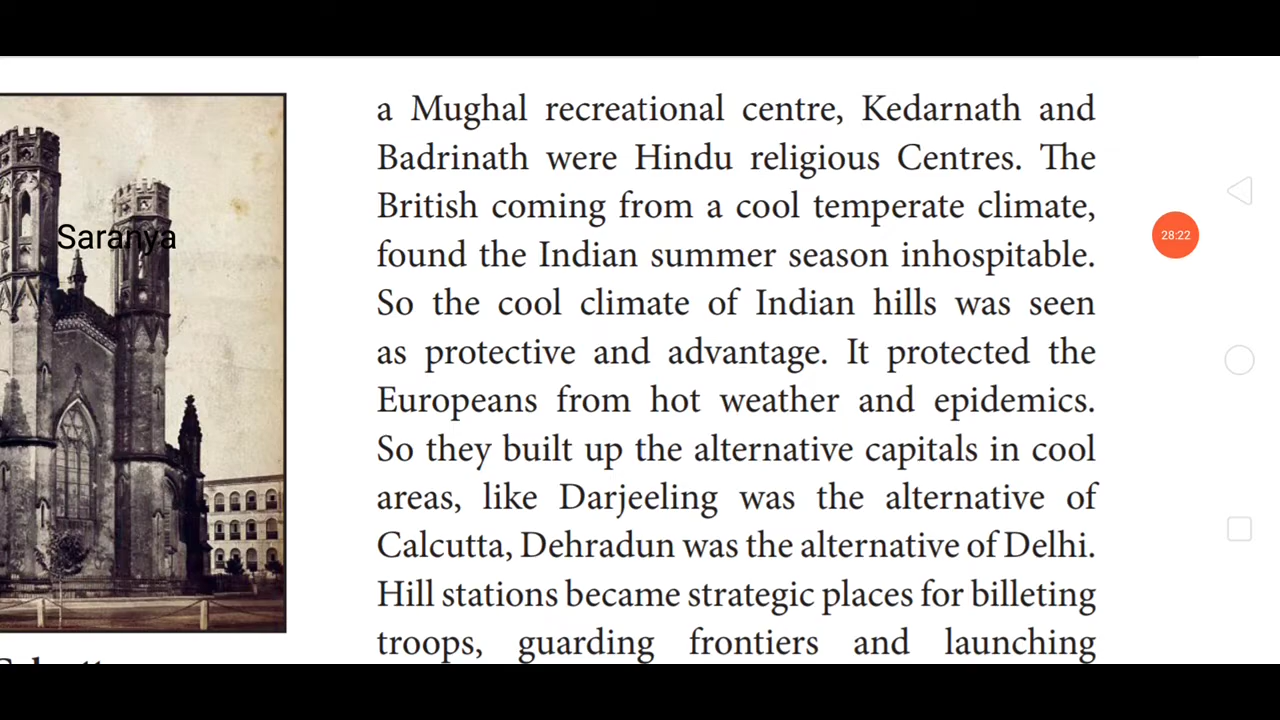 a Mughal recreational centre, Kedarnath and
Badrinath were Hindu religious Centres. The
British coming from a cool temperate climate,
found the Indian summer season inhospitable.
So the cool climate of Indian hills was seen
as protective and advantage. It protected the
Europeans from hot weather and epidemics.
So they built up the alternative capitals in cool
areas, like Darjeeling was the alternative of
Calcutta, Dehradun was the alternative of Delhi.
Hill stations became strategic places for billeting
troops, guarding frontiers and launching
Saranya
28:22